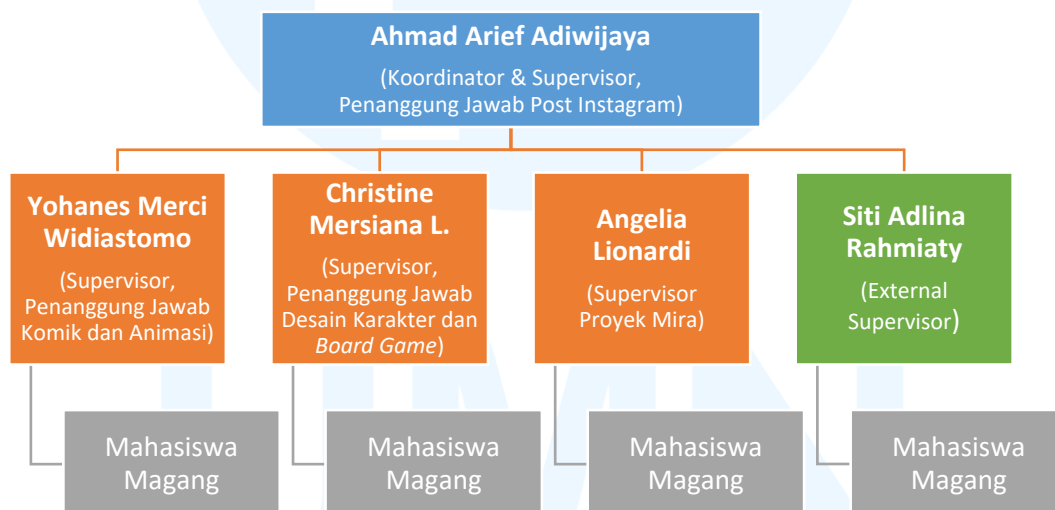 Ahmad Arief Adiwijaya
(Koordinator & Supervisor,
Penanggung Jawab Post Instagram)
Yohanes Merci
Widiastomo
(Supervisor,
Penanggung Jawab
Komik dan Animasi)
Christine
Mersiana L.
(Supervisor,
Penanggung Jawab
Desain Karakter dan
Board Game)
Angelia
Lionardi
(Supervisor
Proyek Mira)
Siti Adlina
Rahmiaty
(External
Supervisor)
Mahasiswa
Magang
Mahasiswa
Magang
Mahasiswa
Magang
Mahasiswa
Magang